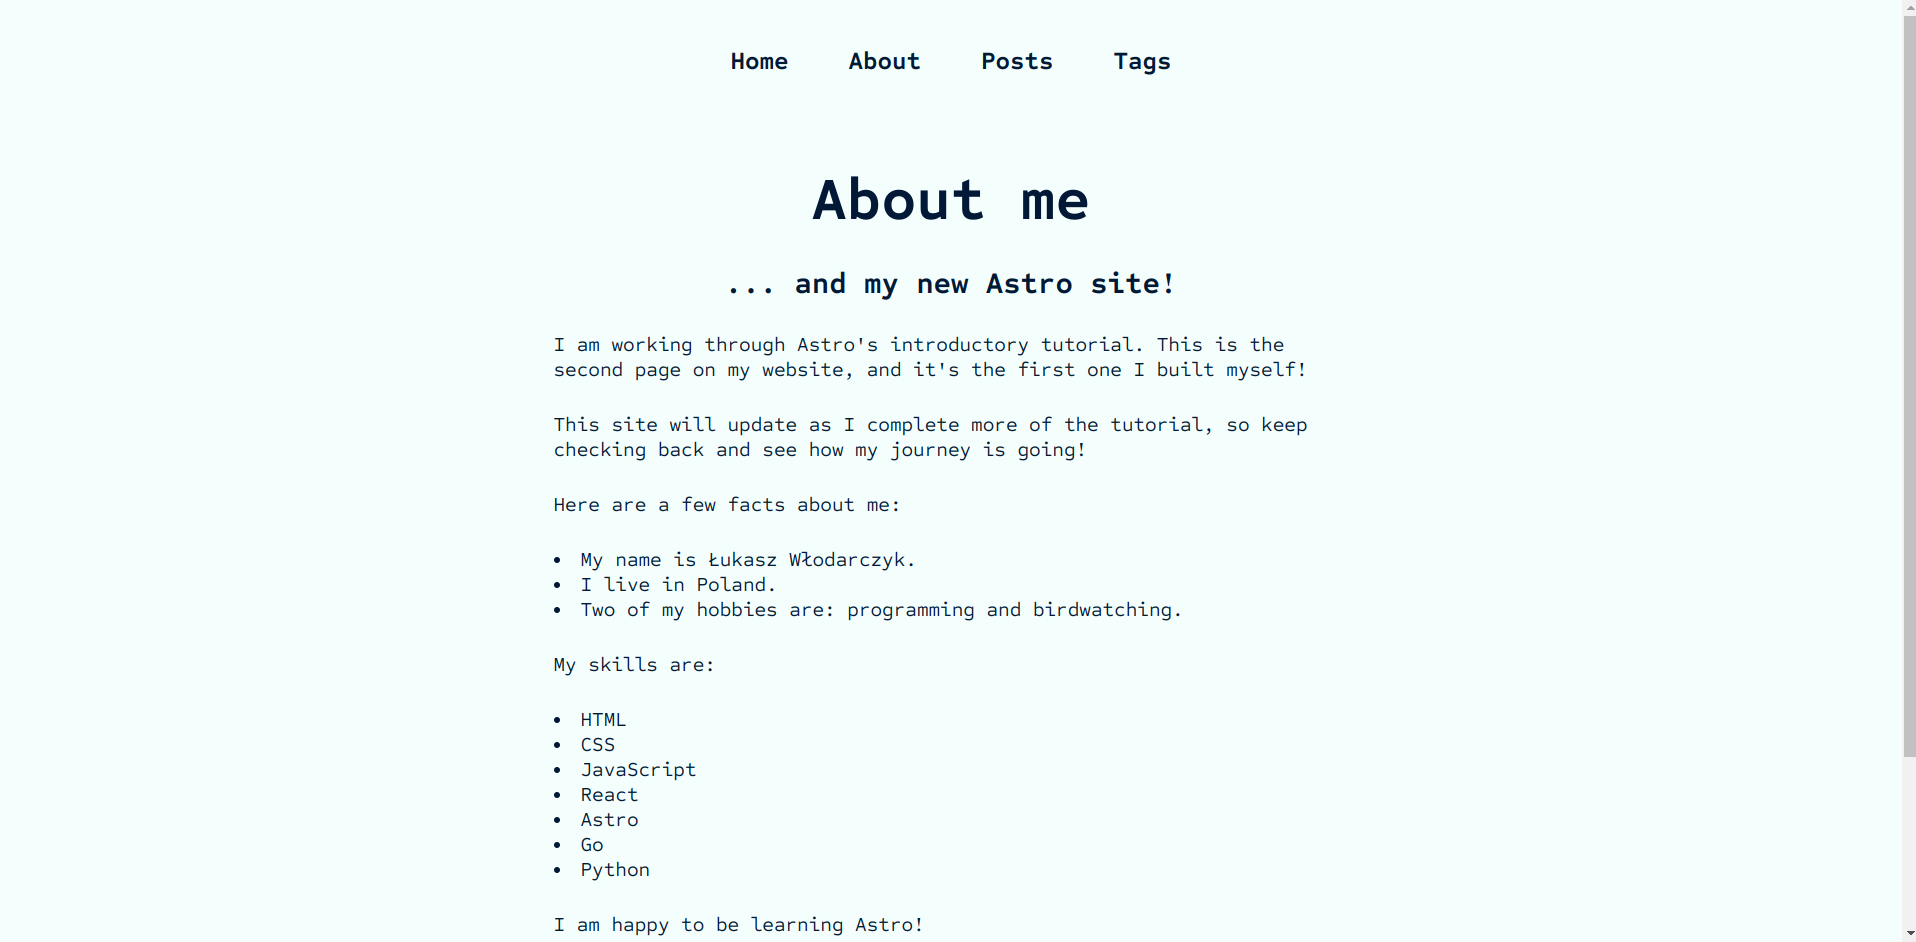 Home About Posts Tags
About me
... and my new Astro site!
I am working through Astro's introductory tutorial. This is the
second page on my website, and it's the first one I built myself!
This site will update as I complete more of the tutorial, so keep
checking back and see how my journey is going!
Here are a few facts about me:
• My name is Łukasz Włodarczyk.
• I live in Poland.
• Two of my hobbies are: programming and birdwatching.
My skills are:
• HTML
• CSS
• JavaScript
• React
• Astro
• Go
• Python
I am happy to be learning Astro!